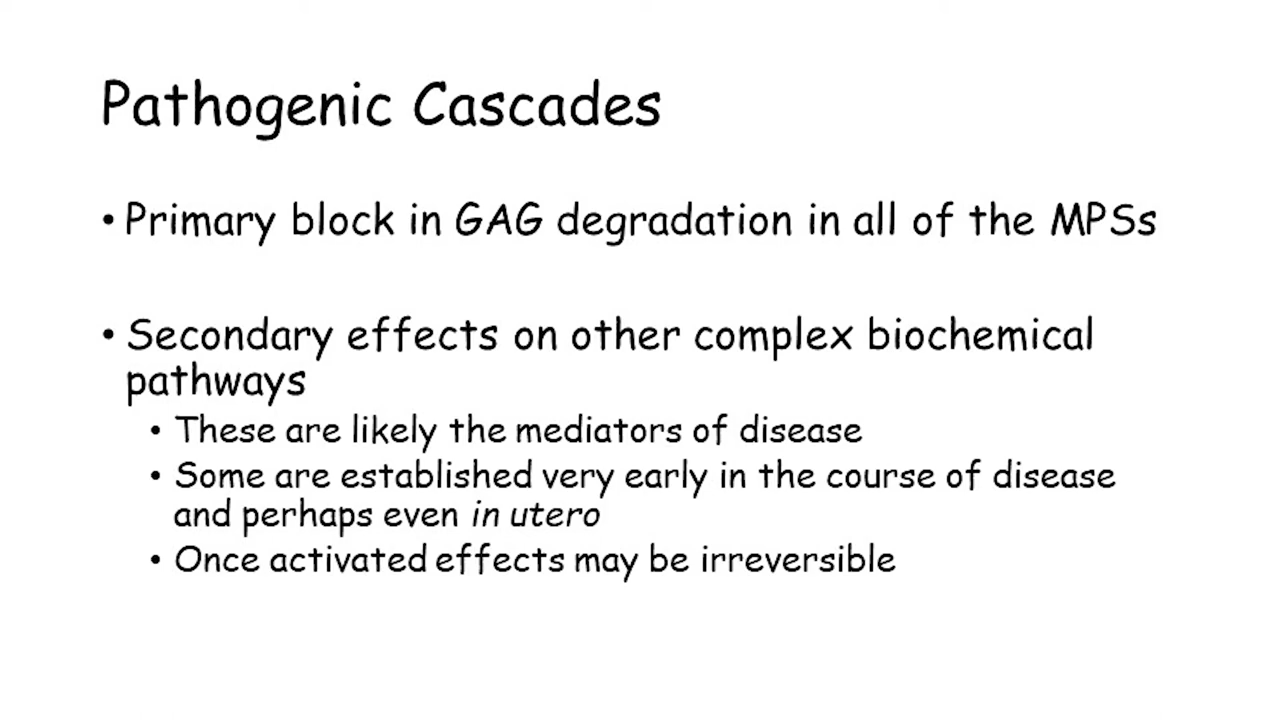 Pathogenic Cascades
• Primary block in GAG degradation in all of the MPSs
• Secondary effects on other complex biochemical
pathways
• These are likely the mediators of disease
• Some are established very early in the course of disease
and perhaps even in utero
• Once activated effects may be irreversible